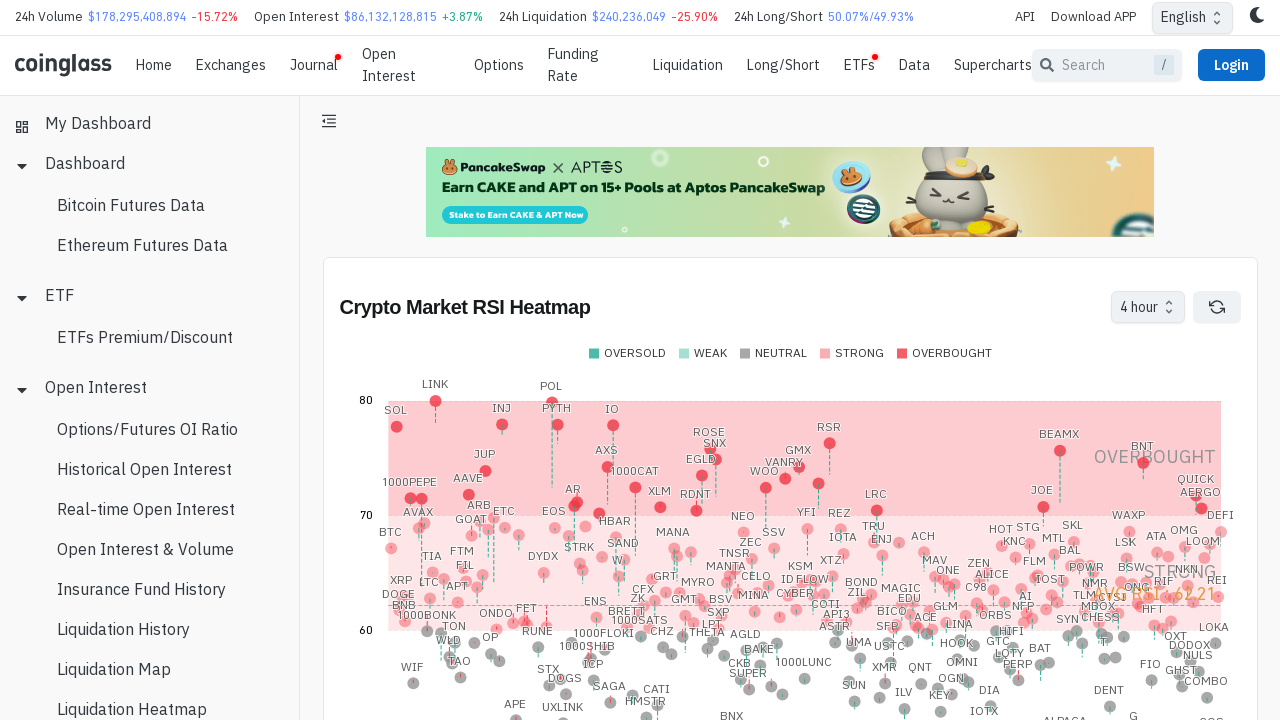 24h Volume $178,295,408,894 -15.72% Open Interest $86,132,128,815 +3.87% 24h Liquidation $240,236,049 -25.90% 24h Long/Short 50.07%/49.93% API Download APP English
coinglass Home Exchanges Journal Open Interest Options Funding Rate Liquidation Long/Short ETFs Data Supercharts Search / Login
My Dashboard
Dashboard
Bitcoin Futures Data
Ethereum Futures Data
ETF
ETFs Premium/Discount
Open Interest
Options/Futures OI Ratio
Historical Open Interest
Real-time Open Interest
Open Interest & Volume
Insurance Fund History
Liquidation History
Liquidation Map
Liquidation Heatmap
PancakeSwap × APTOS
Earn CAKE and APT on 15+ Pools at Aptos PancakeSwap
Stake to Earn CAKE & APT Now
Crypto Market RSI Heatmap
4 hour
OVERSOLD WEAK NEUTRAL STRONG OVERBOUGHT
LINK POL
80
SOL INJ PYTH IO
ROSE RSR BEAMX
SNX BNT
JUP AXS EGLD GMX OVERBOUGHT
1000CAT WOO VANRY
1000PEPE AAVE AR XLM RDNT LRC JOE QUICK
AERGO
70
AVAX ARB ETC EOS HBAR NEO YFI REZ WAXP DEFI
GOAT TRU HOT STG SKL
BTC MANA SSV IOTA ENJ ACH KNC MTL LSK ATA OMG
TIA FTM DYDX STRK SAND ZEC BAL LOOM
FIL TNSR MANTA KSM XTZ MAV ZEN FLM POWR BSW STRONG NKN
XRP LTC APT GRT MYRO CELO ID FLOW BOND ONE ALICE IOST NMR RIF REI
DOGE CFX MINA CYBER ZIL MAGIC C98 AI TLM ONG
BNB ENS ZK GMT BSV COTI EDU GLM NFP MBOX HFT
1000BONK ONDO FET BRETT SXP API3 BICO ACE ORBS CHESS
60
TON RUNE 1000SATS LPT ASTR SFP LINA HIFI SYN T LOKA
WLD OP 1000FLOKI CHZ THETA AGLD UMA USTC HOOK GTC BAT OXT
1000SHIB BAKE LQTY DODOX
WIF TAO STX ICP CKB 1000LUNC XMR QNT OMNI PERP FIO NULS
DOGS SUPER OGN GHST
SAGA CATI SUN ILV KEY DIA DENT COMBO
APE UXLINK HMSTR BNX IOTX ALPACA G